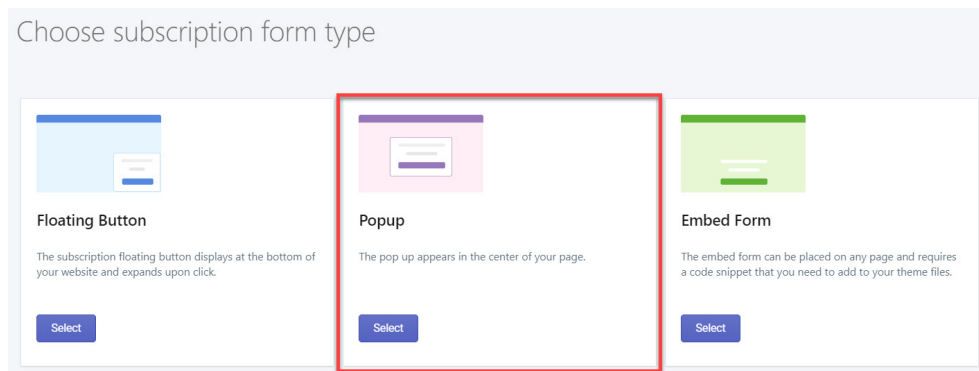 Choose subscription form type
Floating Button
The subscription floating button displays at the bottom of
your website and expands upon click.
Select
Popup
The pop up appears in the center of your page.
Select
Embed Form
The embed form can be placed on any page and requires
a code snippet that you need to add to your theme files.
Select